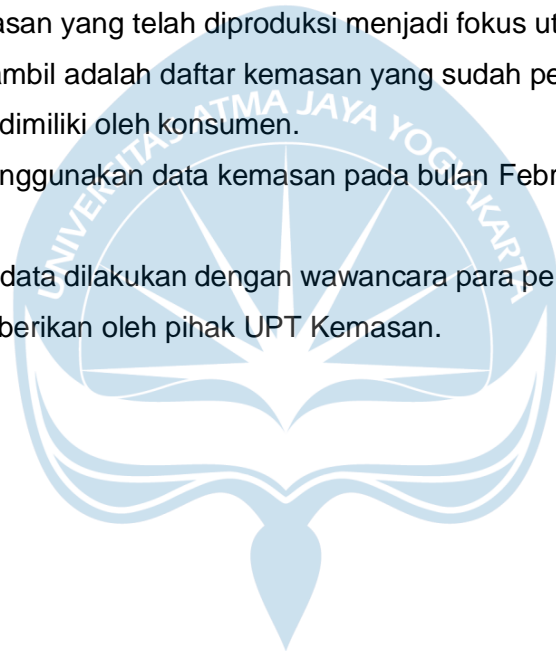 asan yang telah diproduksi menjadi fokus ut
ambil adalah daftar kemasan yang sudah pe
dimiliki oleh konsumen.
nggunakan data kemasan pada bulan Febr
data dilakukan dengan wawancara para pe
berikan oleh pihak UPT Kemasan.
UNIVERSITAS ATMA JAYA YOGYAKARTA